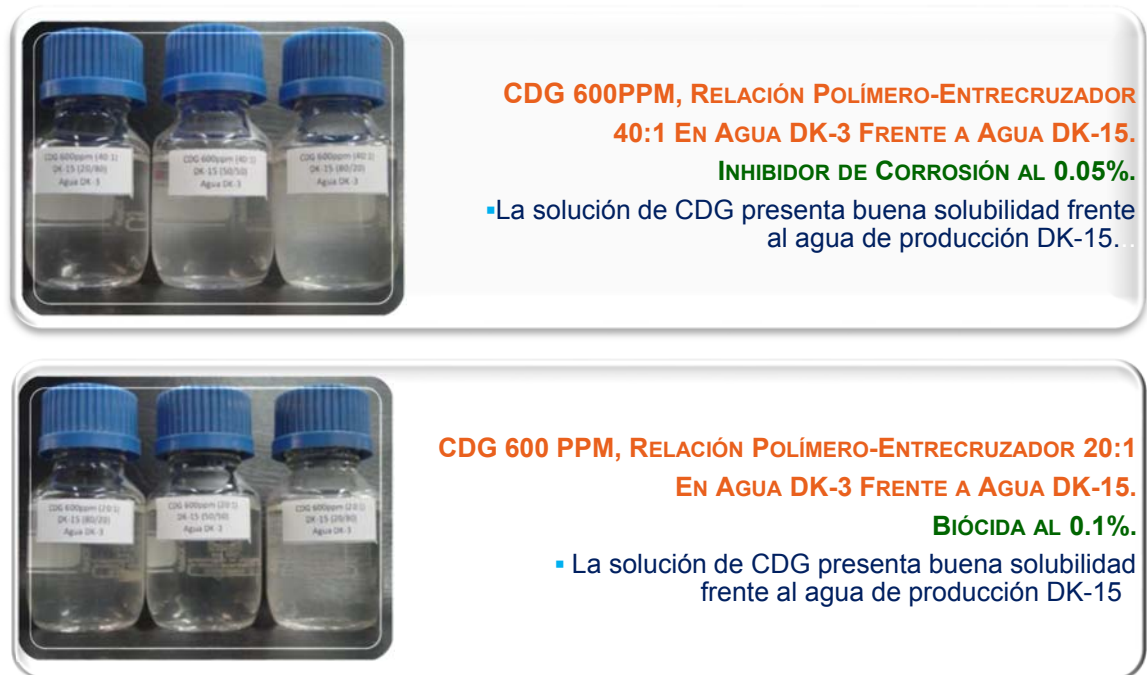 CDG 600ppm (40:1)
DK-15 (20/80)
Agua DK-3
CDG 600ppm (40:1)
DK-15 (50/50)
Agua DK-3
CDG 600ppm (40:1)
DK-15 (80/20)
Agua DK-3
CDG 600PPM, RELACIÓN POLÍMERO-ENTRECRUZADOR
40:1 EN AGUA DK-3 FRENTE A AGUA DK-15.
INHIBIDOR DE CORROSIÓN AL 0.05%.
▪La solución de CDG presenta buena solubilidad frente
al agua de producción DK-15...
CDG 600ppm (20:1)
DK-15 (80/20)
Agua DK-3
CDG 600ppm (20:1)
DK-15 (50/50)
Agua DK-3
CDG 600ppm (20:1)
DK-15 (20/80)
Agua DK-3
CDG 600 PPM, RELACIÓN POLÍMERO-ENTRECRUZADOR 20:1
EN AGUA DK-3 FRENTE A AGUA DK-15.
BIÓCIDA AL 0.1%.
▪ La solución de CDG presenta buena solubilidad
frente al agua de producción DK-15